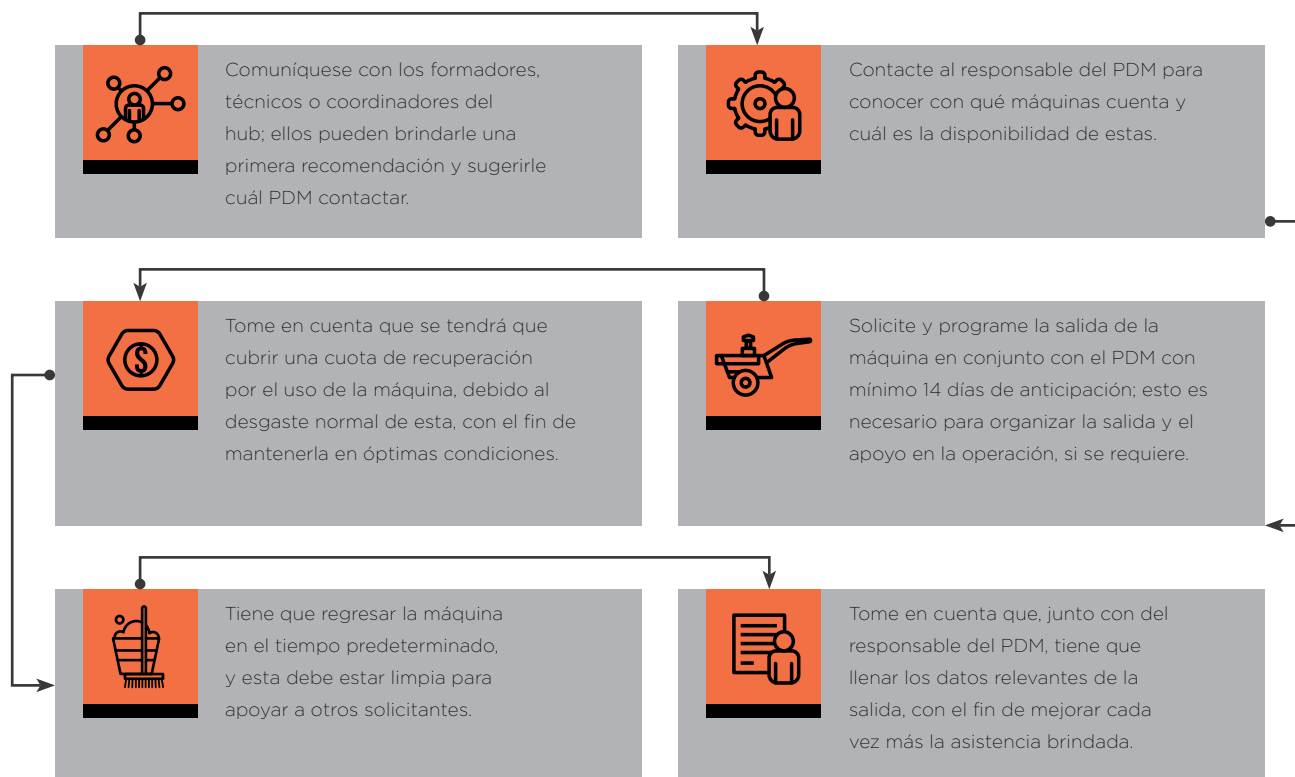 Comuníquese con los formadores,
técnicos o coordinadores del
hub; ellos pueden brindarle una
primera recomendación y sugerirle
cuál PDM contactar.
Contacte al responsable del PDM para
conocer con qué máquinas cuenta y
cuál es la disponibilidad de estas.
Solicite y programe la salida de la
máquina en conjunto con el PDM con
mínimo 14 días de anticipación; esto es
necesario para organizar la salida y el
apoyo en la operación, si se requiere.
$
Tome en cuenta que se tendrá que
cubrir una cuota de recuperación
por el uso de la máquina, debido al
desgaste normal de esta, con el fin de
mantenerla en óptimas condiciones.
Tiene que regresar la máquina
en el tiempo predeterminado,
y esta debe estar limpia para
apoyar a otros solicitantes.
Tome en cuenta que, junto con del
responsable del PDM, tiene que
llenar los datos relevantes de la
salida, con el fin de mejorar cada
vez más la asistencia brindada.